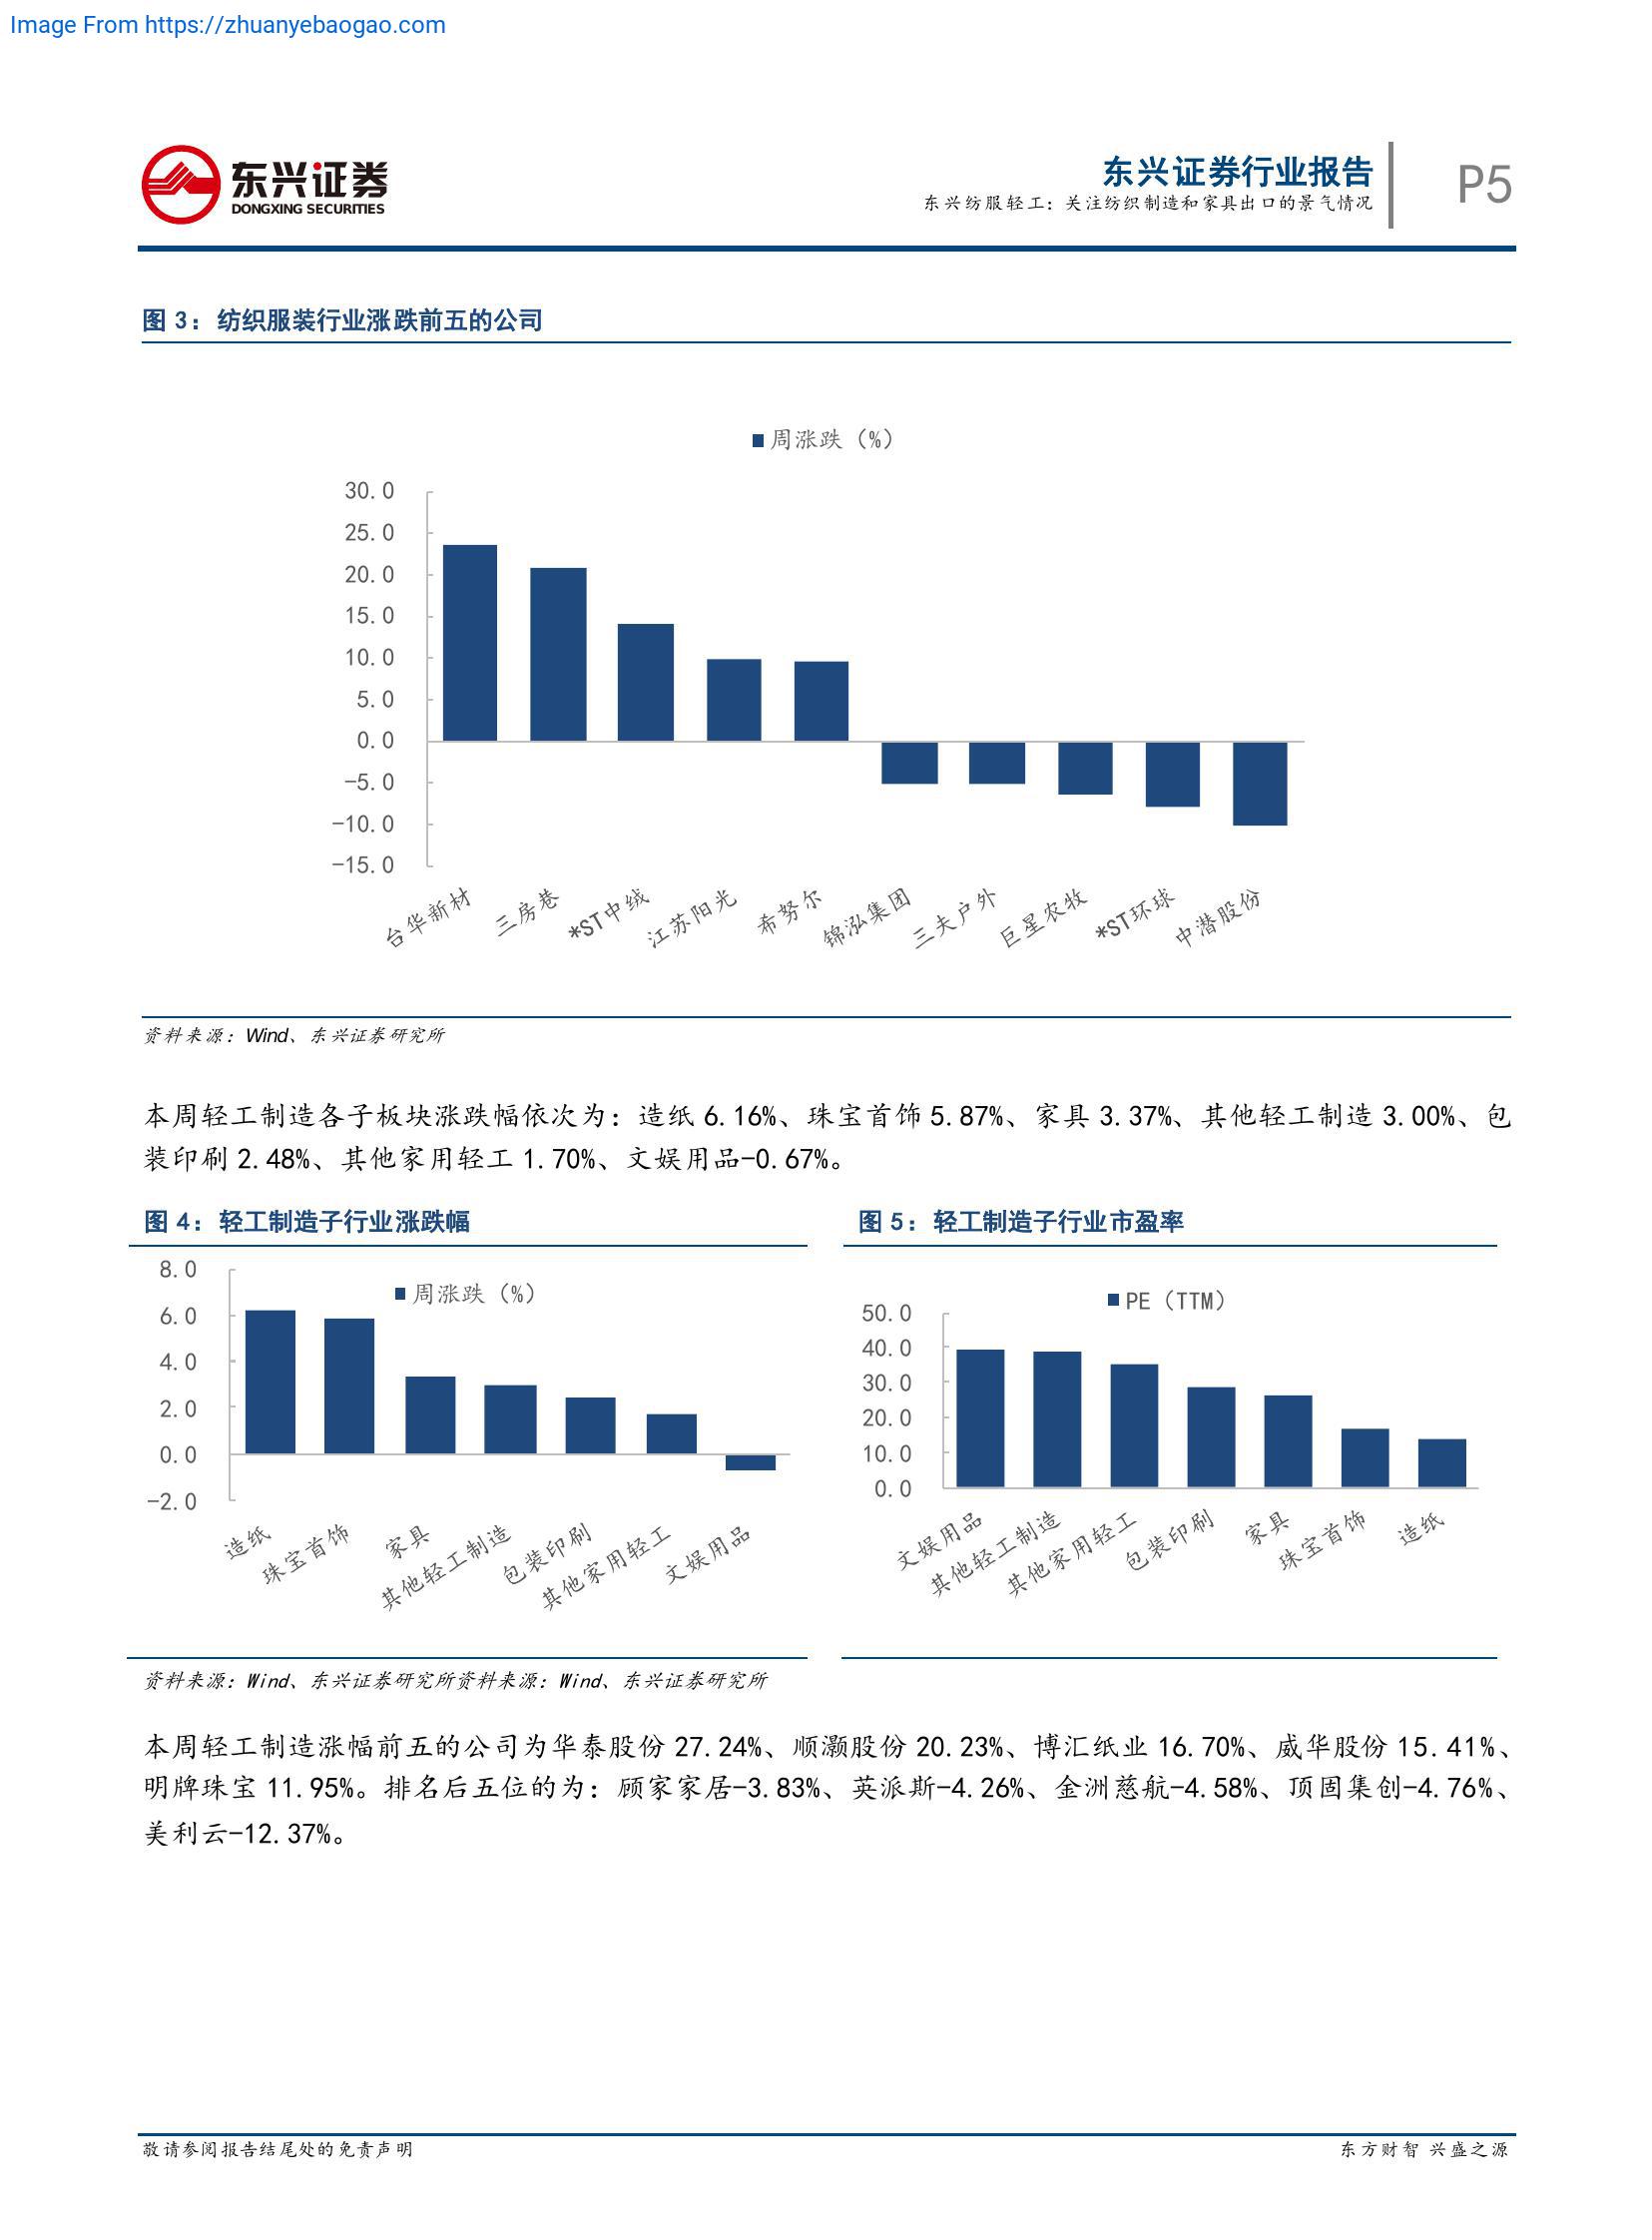 Image From https://zhuanyebaogao.com
东兴证券
DONGXING SECURITIES
东兴证券行业报告
东兴纺服轻工：关注纺织制造和家具出口的景气情况
P5
图 3：纺织服装行业涨跌前五的公司
周涨跌（%）
30.0
25.0
20.0
15.0
10.0
5.0
0.0
-5.0
-10.0
-15.0
台华新材
三房巷
*ST中绒
江苏阳光
希努尔
锦泓集团
三夫户外
巨星农牧
*ST环球
中潜股份
资料来源：Wind、东兴证券研究所
本周轻工制造各子板块涨跌幅依次为：造纸 6.16%、珠宝首饰 5.87%、家具 3.37%、其他轻工制造 3.00%、包
装印刷 2.48%、其他家用轻工 1.70%、文娱用品-0.67%。
图 4：轻工制造子行业涨跌幅
周涨跌（%）
8.0
6.0
4.0
2.0
0.0
-2.0
造纸
珠宝首饰
家具
其他轻工制造
包装印刷
其他家用轻工
文娱用品
图 5：轻工制造子行业市盈率
PE（TTM）
50.0
40.0
30.0
20.0
10.0
0.0
文娱用品
其他轻工制造
其他家用轻工
包装印刷
家具
珠宝首饰
造纸
资料来源：Wind、东兴证券研究所资料来源：Wind、东兴证券研究所
本周轻工制造涨幅前五的公司为华泰股份 27.24%、顺灏股份 20.23%、博汇纸业 16.70%、威华股份 15.41%、
明牌珠宝 11.95%。排名后五位的为：顾家家居-3.83%、英派斯-4.26%、金洲慈航-4.58%、顶固集创-4.76%、
美利云-12.37%。
敬请参阅报告结尾处的免责声明
东方财智 兴盛之源